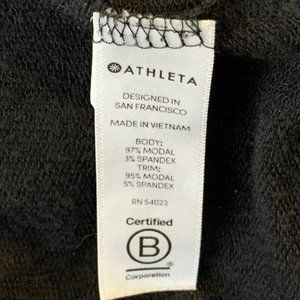 ATHLETA
DESIGNED IN
SAN FRANCISCO
MADE IN VIETNAM
BODY:
97% MODAL
3% SPANDEX
TRIM:
95% MODAL
5% SPANDEX
RN 54023
Certified
B
Corporation